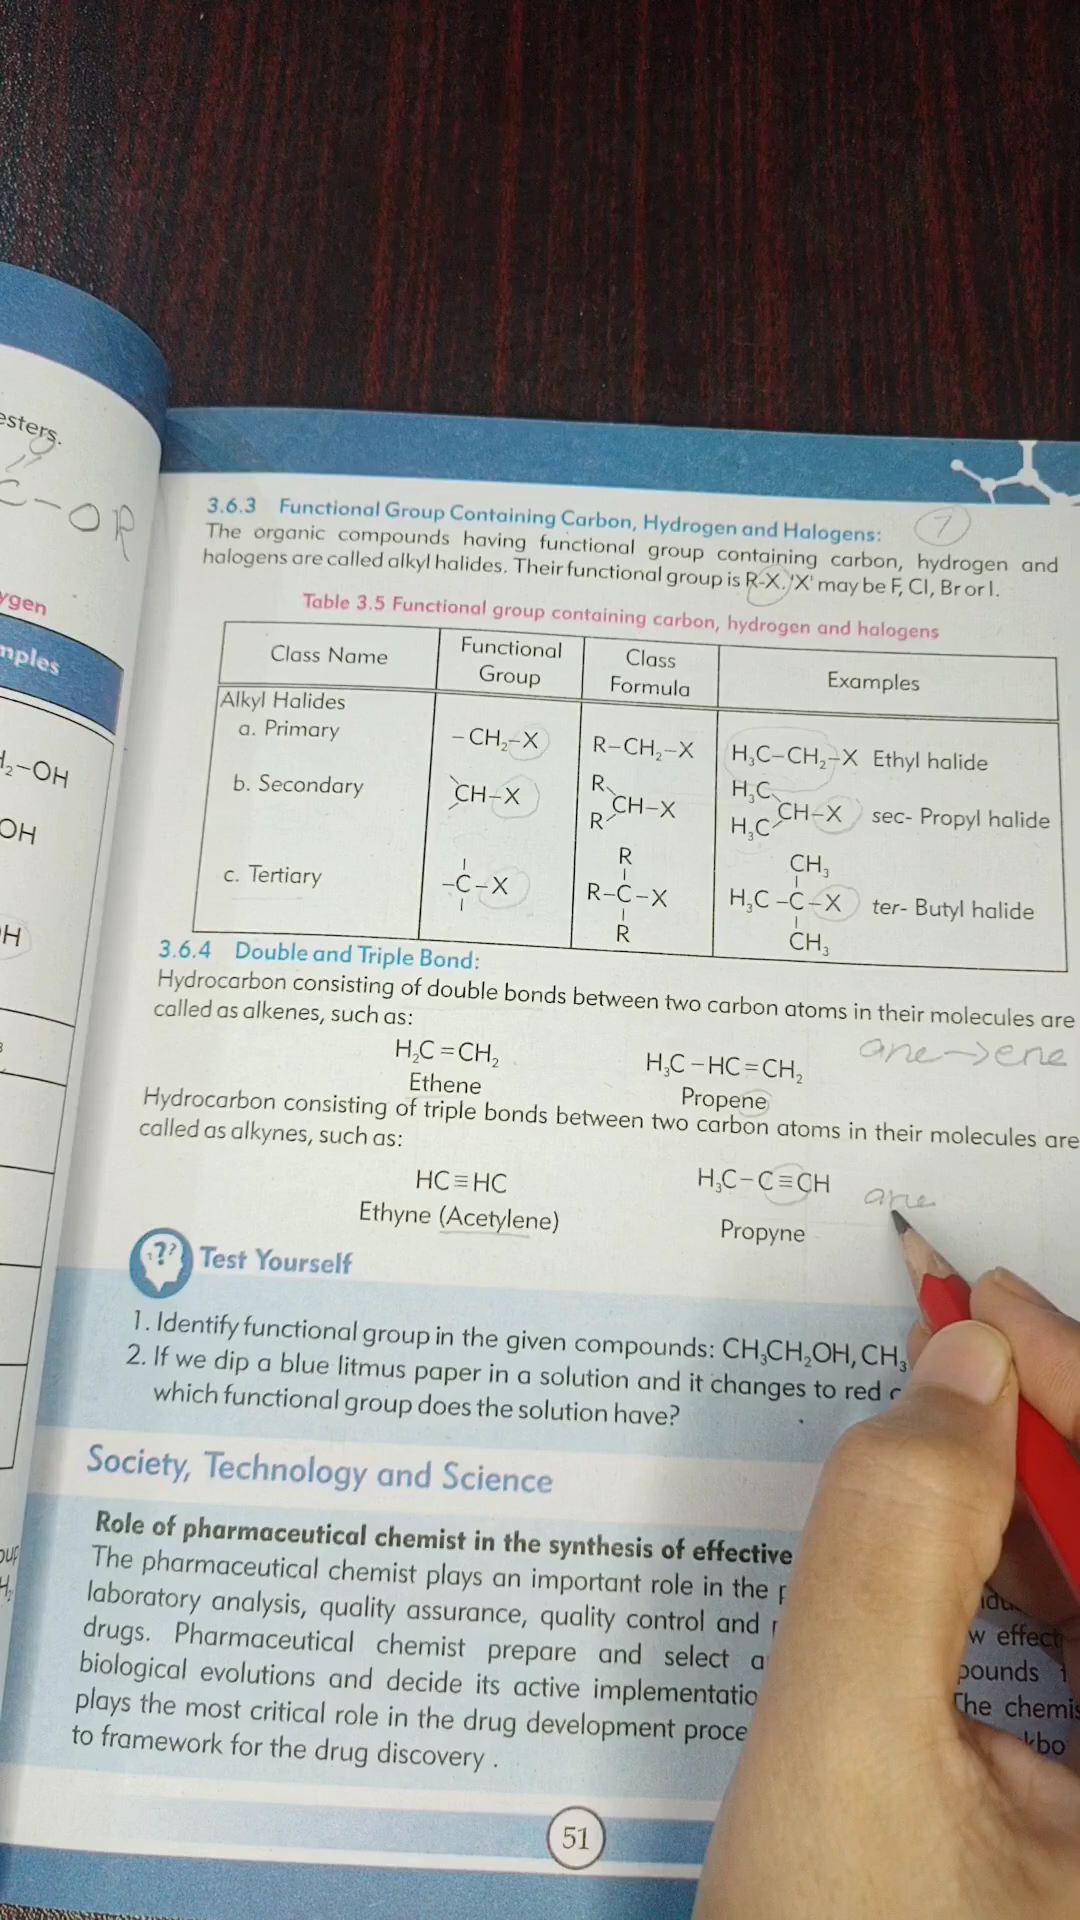 esters.
O
C-OR
ygen
mples
H₂-OH
OH
H
3.6.3 Functional Group Containing Carbon, Hydrogen and Halogens:
7
The organic compounds having functional group containing carbon, hydrogen and
halogens are called alkyl halides. Their functional group is R-X. 'X' may be F, Cl, Br or I.
Table 3.5 Functional group containing carbon, hydrogen and halogens
Class Name Functional Group Class Formula Examples
Alkyl Halides
a. Primary -CH₂-X R-CH₂-X H₃C-CH₂-X Ethyl halide
b. Secondary CH-X R R CH-X H₃C H₃C CH-X sec- Propyl halide
R CH₃
c. Tertiary -C-X R-C-X H₃C-C-X ter- Butyl halide
R CH₃
3.6.4 Double and Triple Bond:
Hydrocarbon consisting of double bonds between two carbon atoms in their molecules are
called as alkenes, such as:
ane→ene
H₂C=CH₂ H₃C-HC=CH₂
Ethene Propene
Hydrocarbon consisting of triple bonds between two carbon atoms in their molecules are
called as alkynes, such as:
HC≡HC H₃C-C≡CH ane
Ethyne (Acetylene) Propyne
Test Yourself
1. Identify functional group in the given compounds: CH₃CH₂OH, CH₃
2. If we dip a blue litmus paper in a solution and it changes to red
which functional group does the solution have?
Society, Technology and Science
Role of pharmaceutical chemist in the synthesis of effective
The pharmaceutical chemist plays an important role in the
laboratory analysis, quality assurance, quality control and
drugs. Pharmaceutical chemist prepare and select
w effect
biological evolutions and decide its active
pounds
plays the most critical role in the drug development
The
to framework for the drug discovery .
51